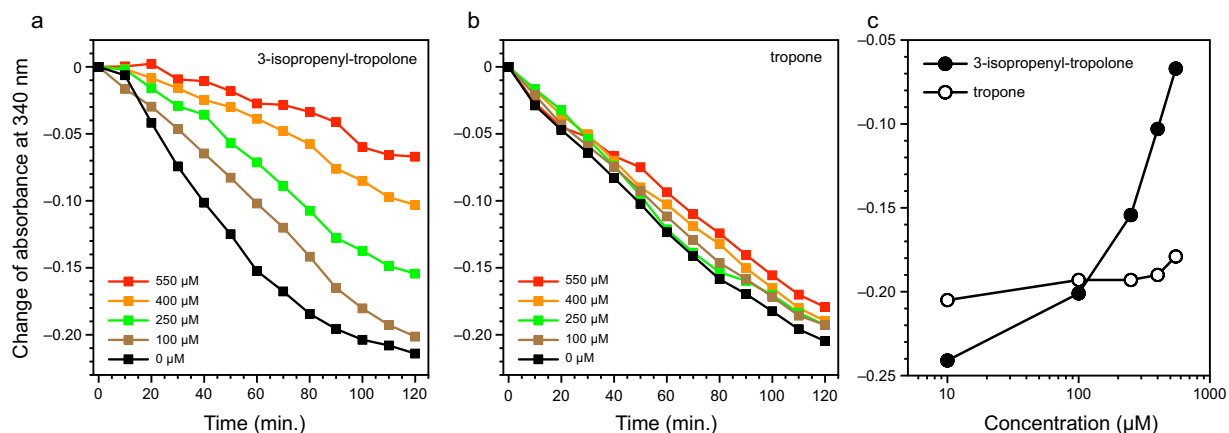 a
3-isopropenyl-tropolone
Change of absorbance at 340 nm
0
–0.05
–0.10
–0.15
–0.20
550 µM
400 µM
250 µM
100 µM
0 µM
0 20 40 60 80 100 120
Time (min.)
b
tropone
0
–0.05
–0.10
–0.15
–0.20
550 µM
400 µM
250 µM
100 µM
0 µM
0 20 40 60 80 100 120
Time (min.)
c
–0.05
–0.10
–0.15
–0.20
–0.25
3-isopropenyl-tropolone
tropone
10 100 1000
Concentration (µM)